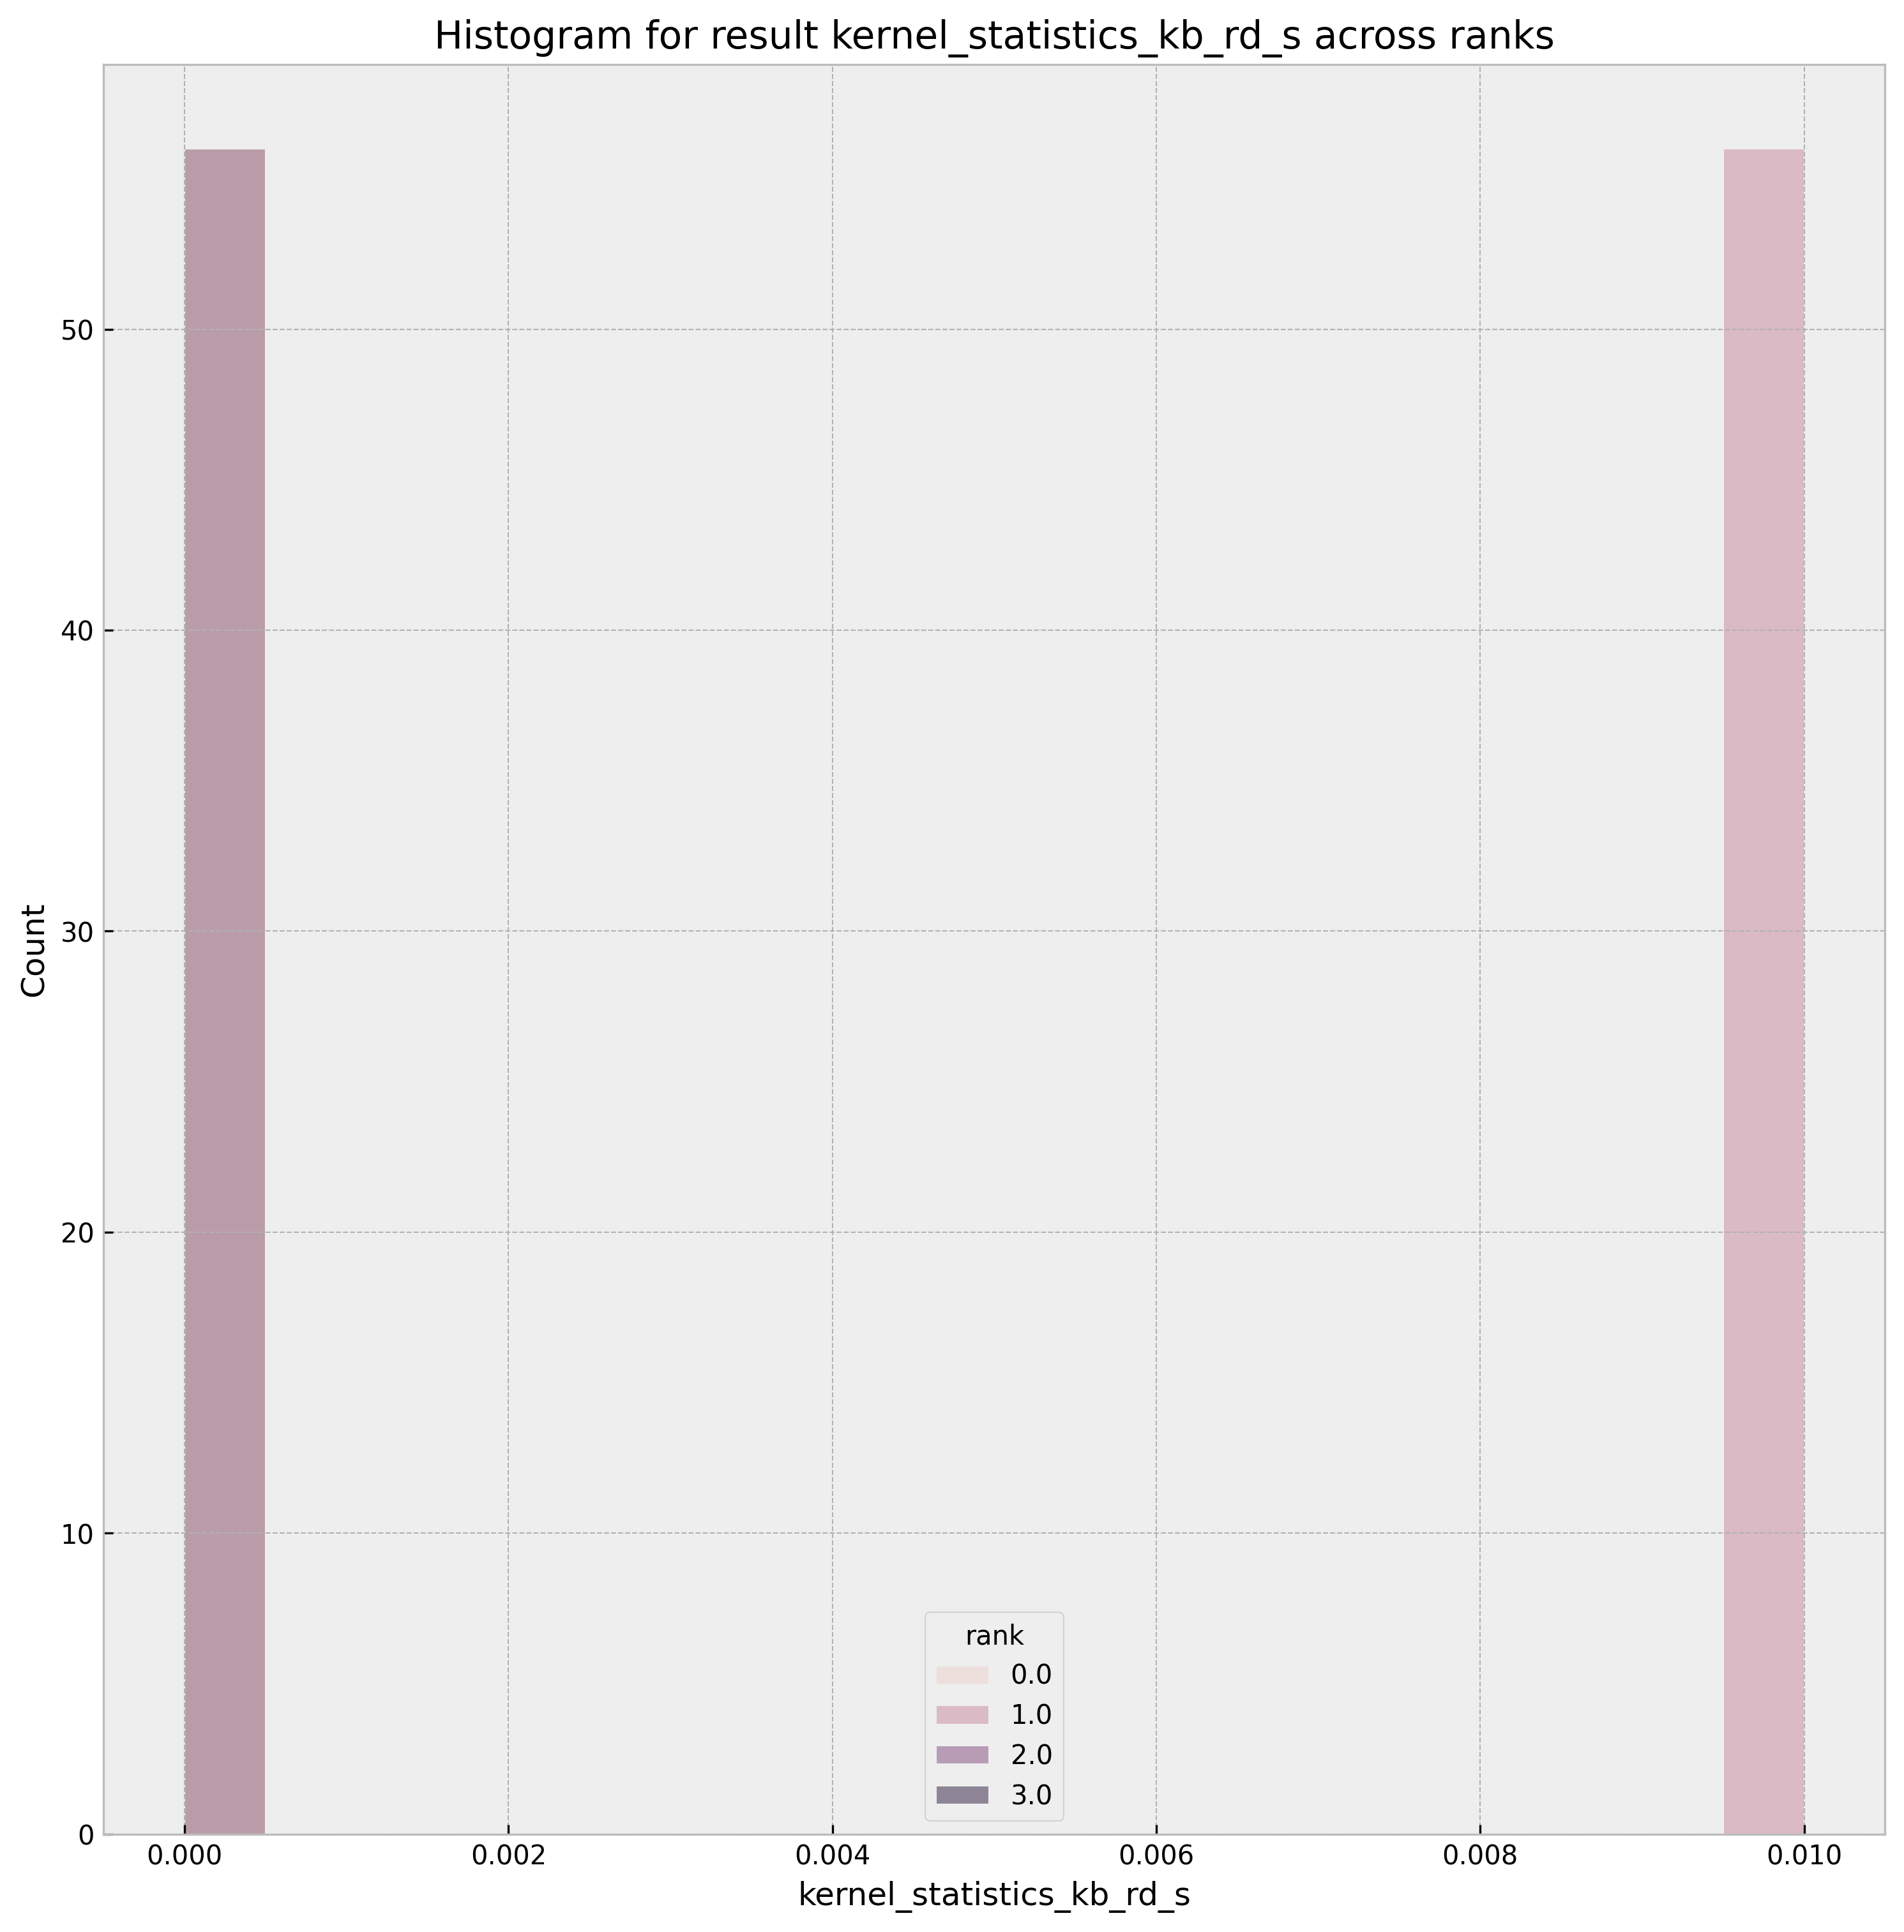 Histogram for result kernel_statistics_kb_rd_s across ranks
Count
50
40
30
20
10
0
rank
0.0
1.0
2.0
3.0
0.000 0.002 0.004 0.006 0.008 0.010
kernel_statistics_kb_rd_s